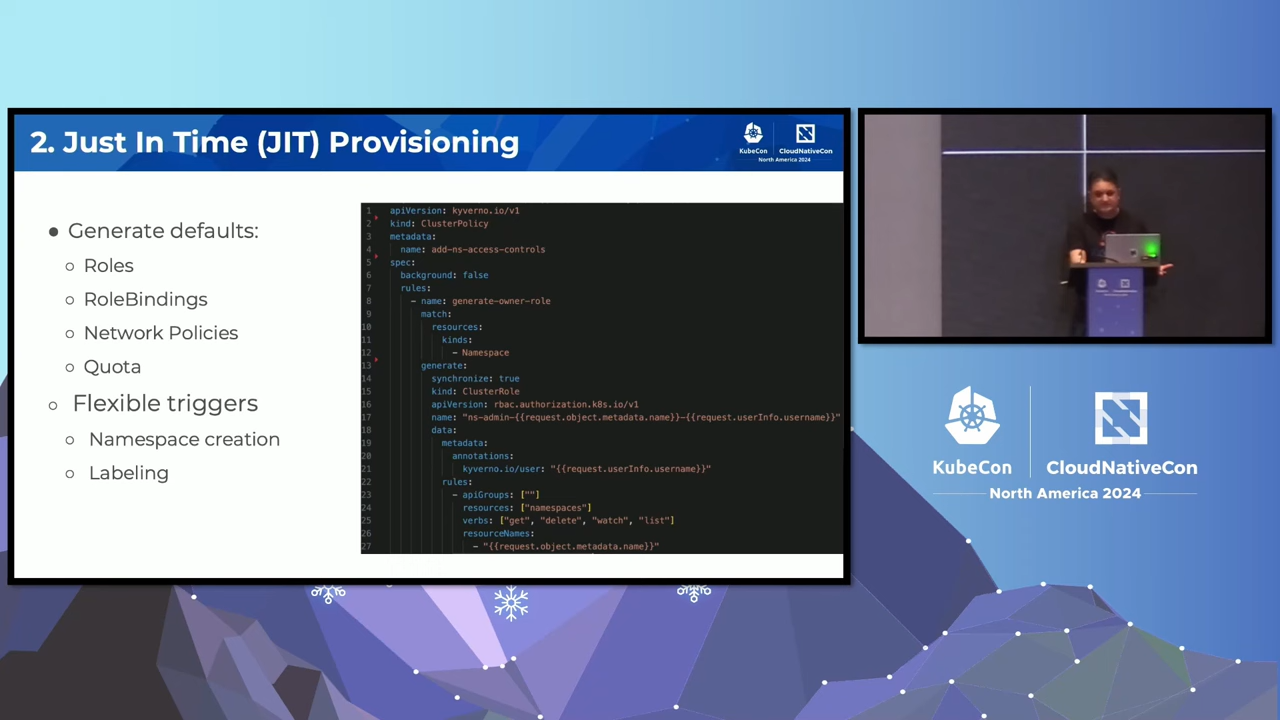 2. Just In Time (JIT) Provisioning
KubeCon
CloudNativeCon
North America 2024
● Generate defaults:
○ Roles
○ RoleBindings
○ Network Policies
○ Quota
○ Flexible triggers
○ Namespace creation
○ Labeling
1 apiVersion: kyverno.io/v1
2 kind: ClusterPolicy
3 metadata:
4   name: add-ns-access-controls
5 spec:
6   background: false
7   rules:
8     - name: generate-owner-role
9       match:
10         resources:
11           kinds:
12             - Namespace
13       generate:
14         synchronize: true
15         kind: ClusterRole
16         apiVersion: rbac.authorization.k8s.io/v1
17         name: "ns-admin-{{request.object.metadata.name}}-{{request.userInfo.username}}"
18         data:
19           metadata:
20             annotations:
21               kyverno.io/user: "{{request.userInfo.username}}"
22           rules:
23             - apiGroups: [""]
24               resources: ["namespaces"]
25               verbs: ["get", "delete", "watch", "list"]
26               resourceNames:
27                 - "{{request.object.metadata.name}}"
KubeCon
CloudNativeCon
North America 2024